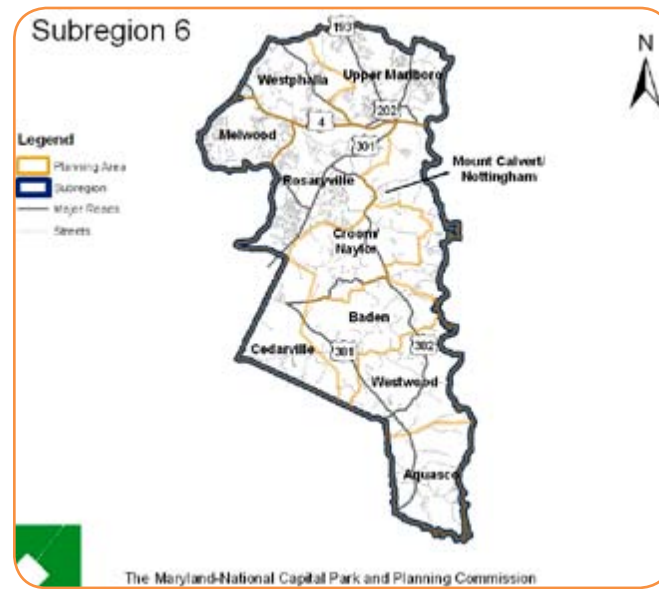 Subregion 6
193
N
Westphalia
Upper Marlboro
202
4
Melwood
301
Legend
Planning Area
Subregion
Major Roads
Streets
Mount Calvert/
Nottingham
Rosaryville
Croom/
Naylor
Baden
Cedarville
381
382
Westwood
Aquasco
The Maryland-National Capital Park and Planning Commission